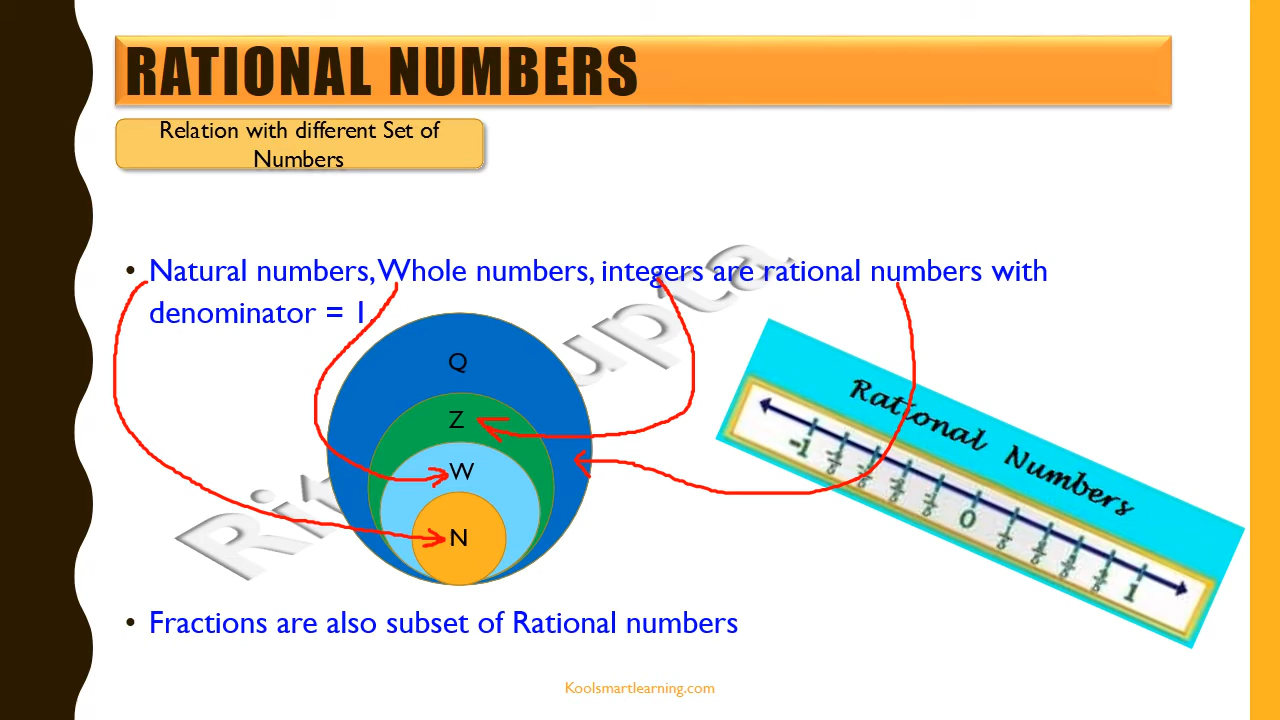 RATIONAL NUMBERS
Relation with different Set of
Numbers
• Natural numbers, Whole numbers, integers are rational numbers with
denominator = 1
Q
Z
W
N
Rational Numbers
-1
0
1
• Fractions are also subset of Rational numbers
Koolsmartlearning.com